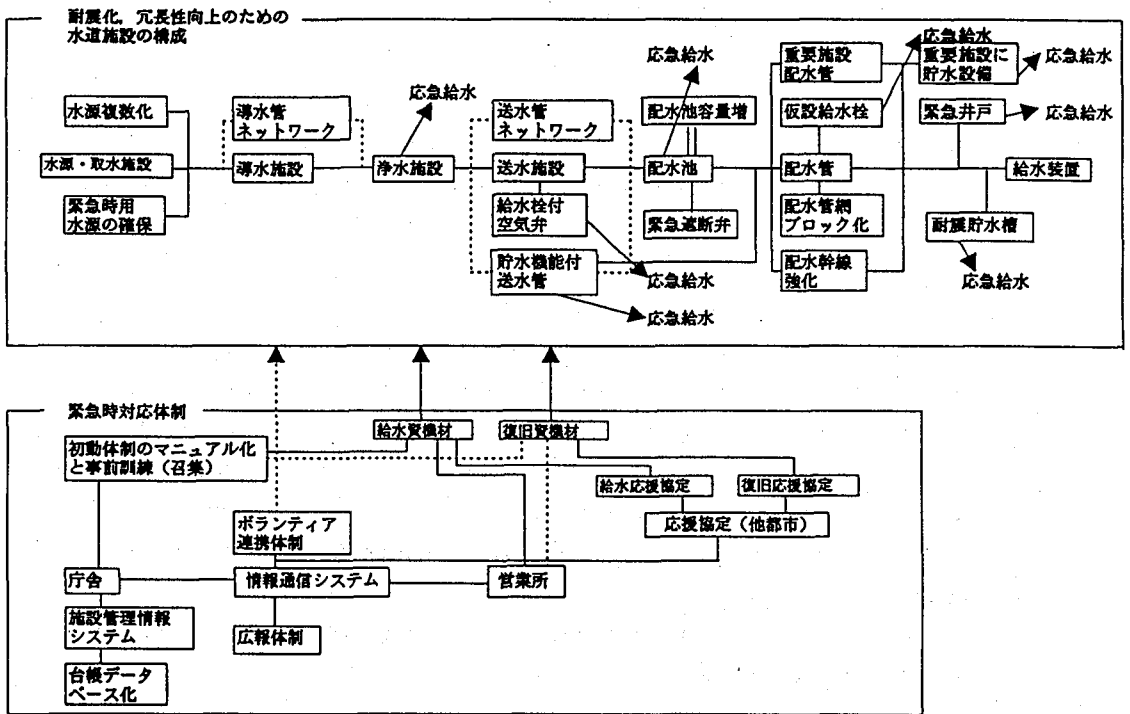 耐震化，冗長性向上のための
水道施設の構成
応急給水
重要施設
配水管
重要施設に
貯水設備
応急給水
応急給水
応急給水
水源複数化
導水管
ネットワーク
送水管
ネットワーク
配水池容量増
仮設給水栓
緊急井戸
応急給水
水源・取水施設
導水施設
浄水施設
送水施設
配水池
配水管
給水装置
緊急時用
水源の確保
給水栓付
空気弁
緊急遮断弁
配水管網
ブロック化
耐震貯水槽
貯水機能付
送水管
応急給水
配水幹線
強化
応急給水
応急給水
緊急時対応体制
給水資機材
復旧資機材
初動体制のマニュアル化
と事前訓練（召集）
給水応援協定
復旧応援協定
ボランティア
連携体制
応援協定（他都市）
庁舎
情報通信システム
営業所
施設管理情報
システム
広報体制
台帳データ
ベース化